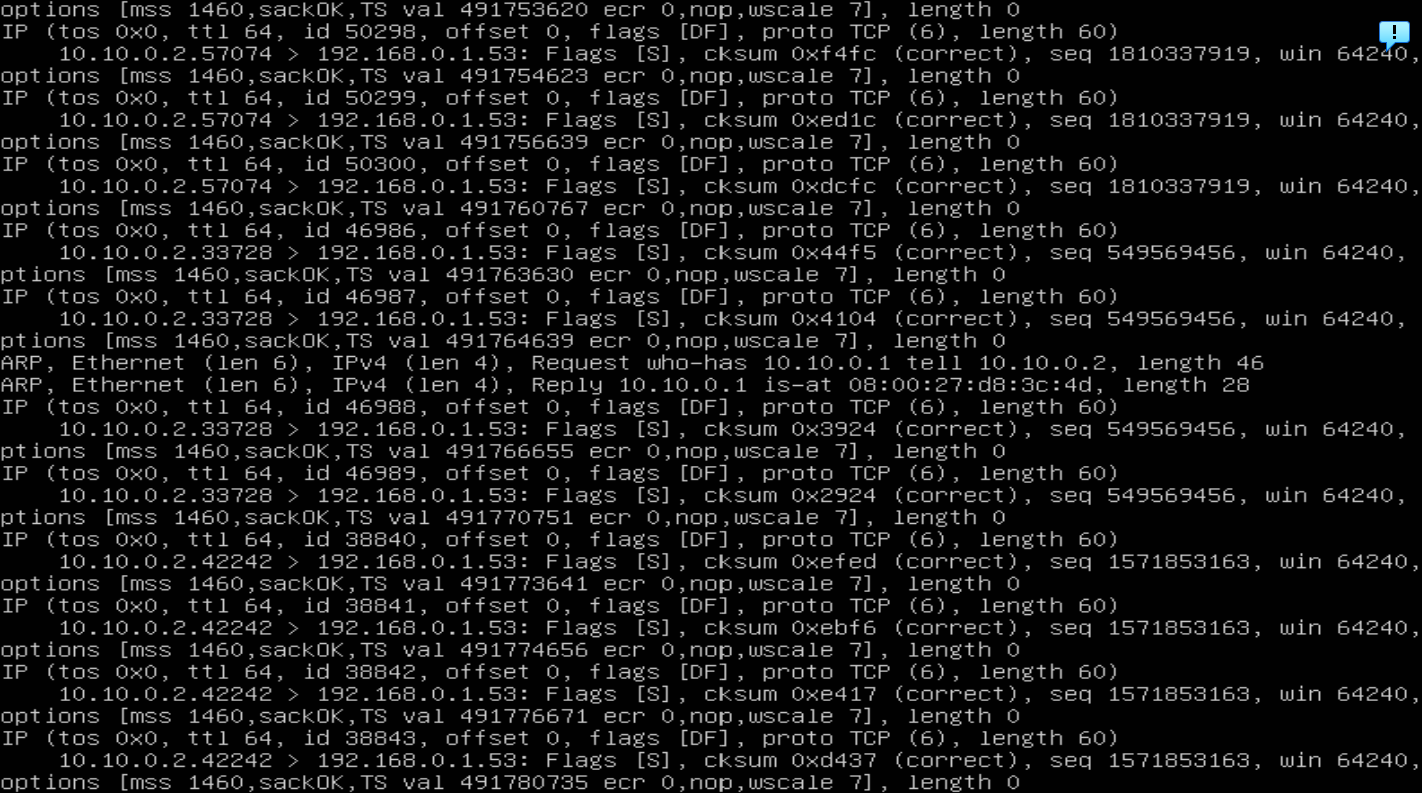 options [mss 1460,sackOK,TS val 491753620 ecr 0,nop,wscale 7], length 0
IP (tos 0x0, ttl 64, id 50298, offset 0, flags [DF], proto TCP (6), length 60)
    10.10.0.2.57074 > 192.168.0.1.53: Flags [S], cksum 0xf4fc (correct), seq 1810337919, win 64240,
options [mss 1460,sackOK,TS val 491754623 ecr 0,nop,wscale 7], length 0
IP (tos 0x0, ttl 64, id 50299, offset 0, flags [DF], proto TCP (6), length 60)
    10.10.0.2.57074 > 192.168.0.1.53: Flags [S], cksum 0xed1c (correct), seq 1810337919, win 64240,
options [mss 1460,sackOK,TS val 491756639 ecr 0,nop,wscale 7], length 0
IP (tos 0x0, ttl 64, id 50300, offset 0, flags [DF], proto TCP (6), length 60)
    10.10.0.2.57074 > 192.168.0.1.53: Flags [S], cksum 0xdcfc (correct), seq 1810337919, win 64240,
options [mss 1460,sackOK,TS val 491760767 ecr 0,nop,wscale 7], length 0
IP (tos 0x0, ttl 64, id 46986, offset 0, flags [DF], proto TCP (6), length 60)
    10.10.0.2.33728 > 192.168.0.1.53: Flags [S], cksum 0x44f5 (correct), seq 549569456, win 64240,
ptions [mss 1460,sackOK,TS val 491763630 ecr 0,nop,wscale 7], length 0
IP (tos 0x0, ttl 64, id 46987, offset 0, flags [DF], proto TCP (6), length 60)
    10.10.0.2.33728 > 192.168.0.1.53: Flags [S], cksum 0x4104 (correct), seq 549569456, win 64240,
ptions [mss 1460,sackOK,TS val 491764639 ecr 0,nop,wscale 7], length 0
ARP, Ethernet (len 6), IPv4 (len 4), Request who-has 10.10.0.1 tell 10.10.0.2, length 46
ARP, Ethernet (len 6), IPv4 (len 4), Reply 10.10.0.1 is-at 08:00:27:d8:3c:4d, length 28
IP (tos 0x0, ttl 64, id 46988, offset 0, flags [DF], proto TCP (6), length 60)
    10.10.0.2.33728 > 192.168.0.1.53: Flags [S], cksum 0x3924 (correct), seq 549569456, win 64240,
ptions [mss 1460,sackOK,TS val 491766655 ecr 0,nop,wscale 7], length 0
IP (tos 0x0, ttl 64, id 46989, offset 0, flags [DF], proto TCP (6), length 60)
    10.10.0.2.33728 > 192.168.0.1.53: Flags [S], cksum 0x2924 (correct), seq 549569456, win 64240,
ptions [mss 1460,sackOK,TS val 491770751 ecr 0,nop,wscale 7], length 0
IP (tos 0x0, ttl 64, id 38840, offset 0, flags [DF], proto TCP (6), length 60)
    10.10.0.2.42242 > 192.168.0.1.53: Flags [S], cksum 0xefed (correct), seq 1571853163, win 64240,
options [mss 1460,sackOK,TS val 491773641 ecr 0,nop,wscale 7], length 0
IP (tos 0x0, ttl 64, id 38841, offset 0, flags [DF], proto TCP (6), length 60)
    10.10.0.2.42242 > 192.168.0.1.53: Flags [S], cksum 0xebf6 (correct), seq 1571853163, win 64240,
options [mss 1460,sackOK,TS val 491774656 ecr 0,nop,wscale 7], length 0
IP (tos 0x0, ttl 64, id 38842, offset 0, flags [DF], proto TCP (6), length 60)
    10.10.0.2.42242 > 192.168.0.1.53: Flags [S], cksum 0xe417 (correct), seq 1571853163, win 64240,
options [mss 1460,sackOK,TS val 491776671 ecr 0,nop,wscale 7], length 0
IP (tos 0x0, ttl 64, id 38843, offset 0, flags [DF], proto TCP (6), length 60)
    10.10.0.2.42242 > 192.168.0.1.53: Flags [S], cksum 0xd437 (correct), seq 1571853163, win 64240,
options [mss 1460,sackOK,TS val 491780735 ecr 0,nop,wscale 7], length 0